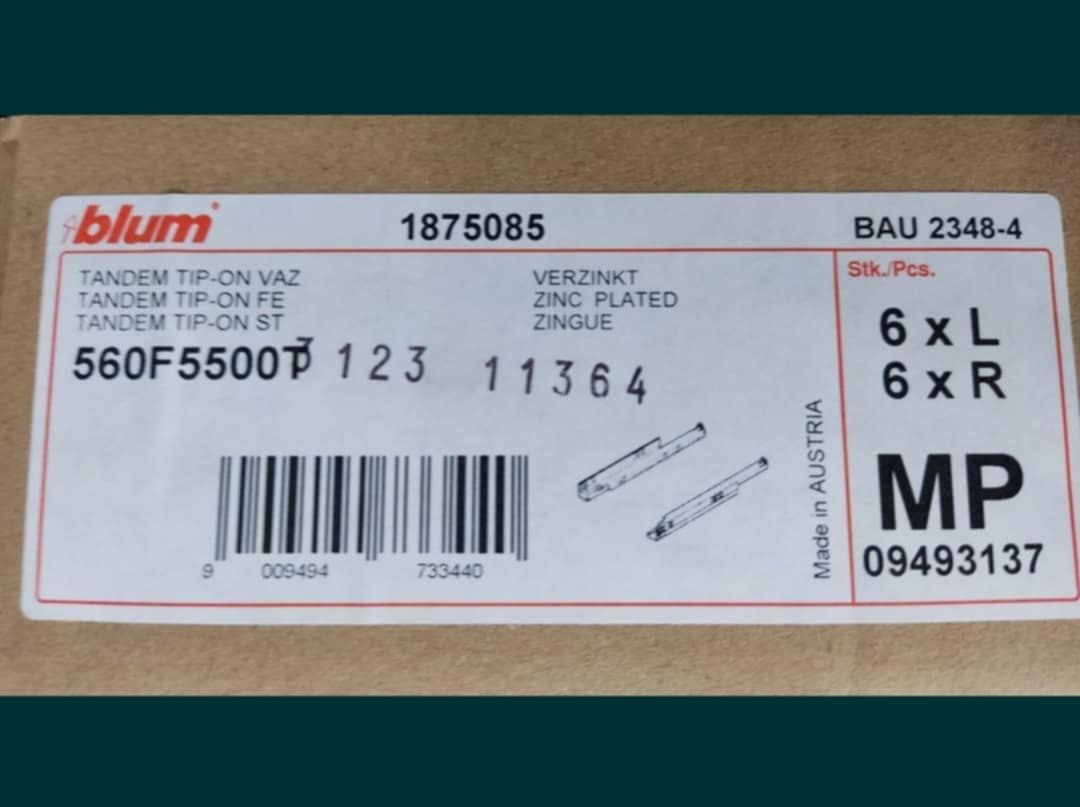 blum 1875085 BAU 2348-4
TANDEM TIP-ON VAZ VERZINKT Stk./Pcs.
TANDEM TIP-ON FE ZINC PLATED
TANDEM TIP-ON ST ZINGUE
6 x L
560F5500T 3 123 11364
6 x R
Made in AUSTRIA
MP
09493137
9 009494 733440